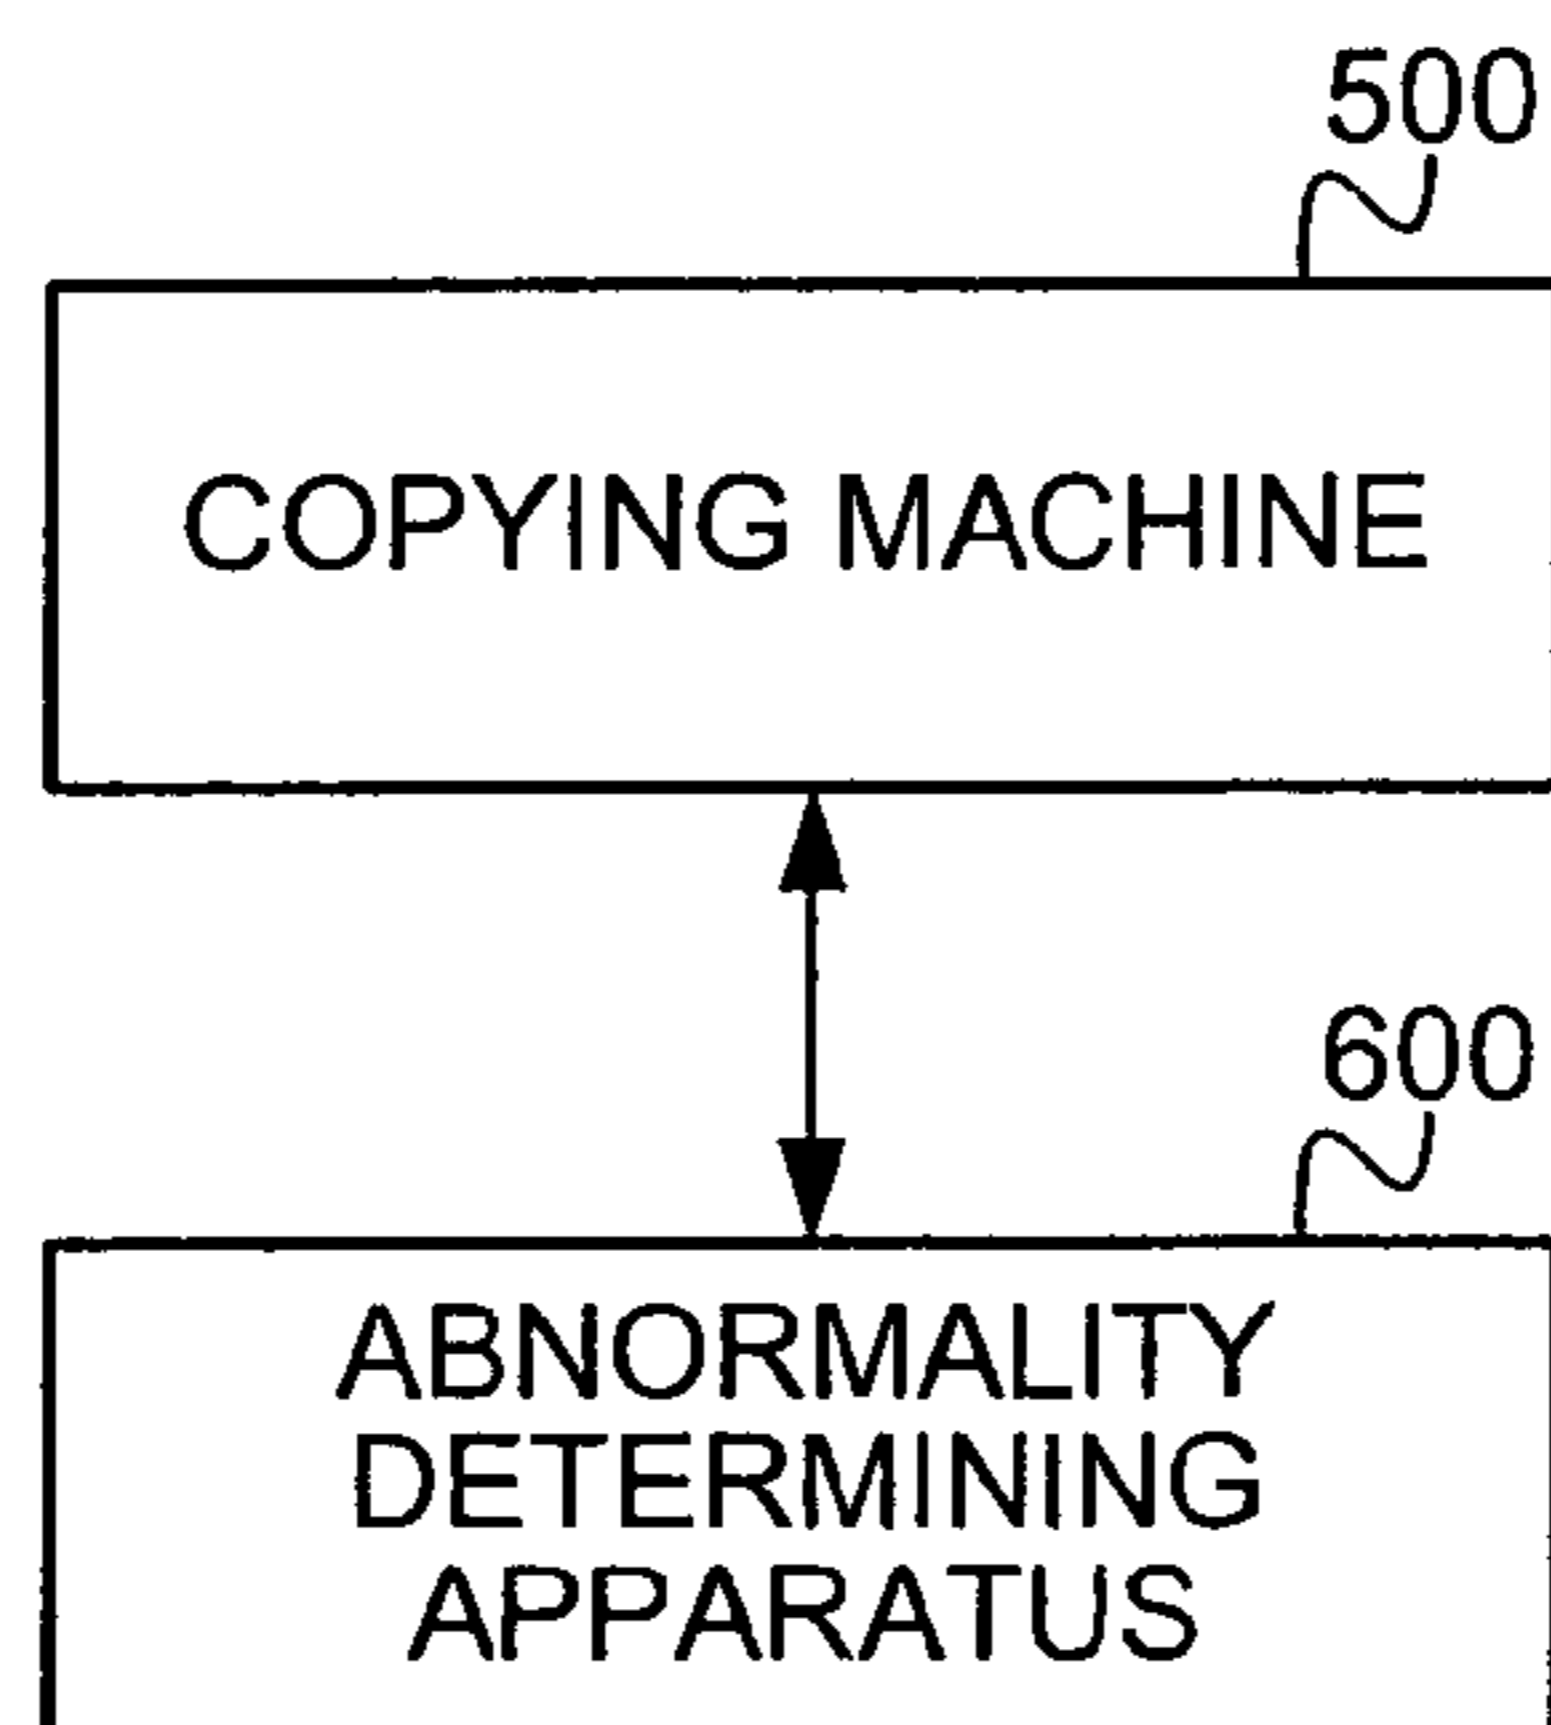 500
COPYING MACHINE
600
ABNORMALITY
DETERMINING
APPARATUS